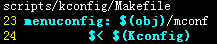 scripts/kconfig/Makefile
23 menuconfig: $(obj)/mconf
24         $< $(Kconfig)